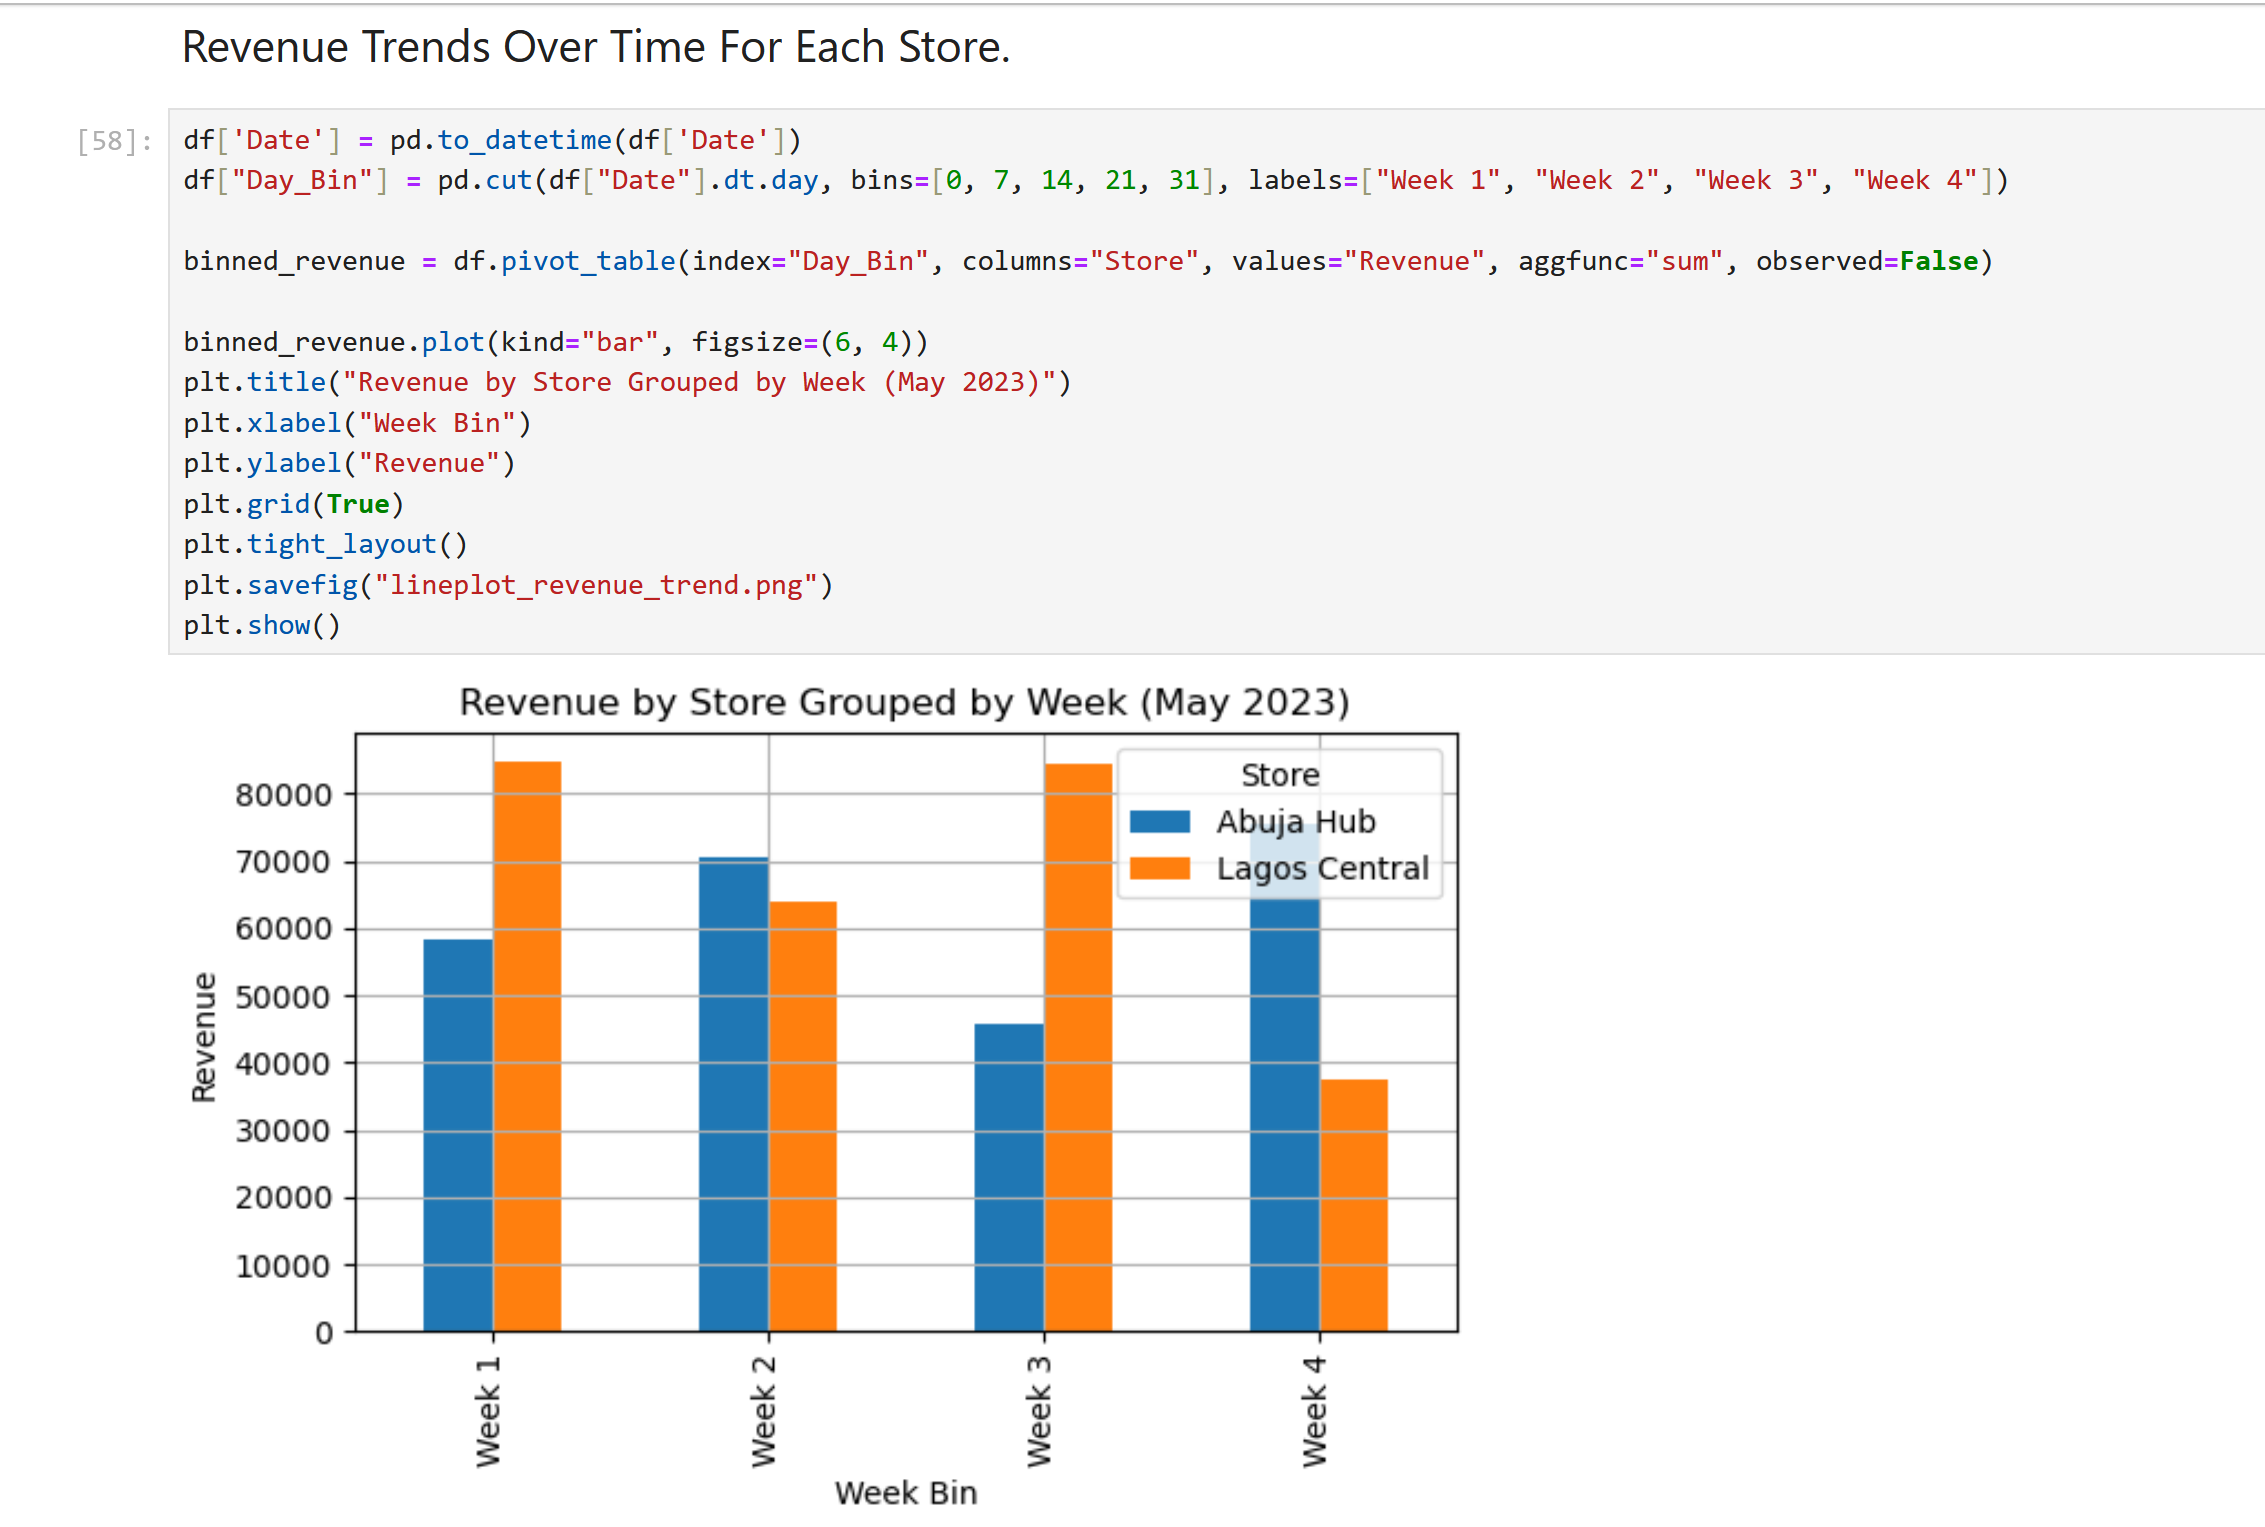 Revenue Trends Over Time For Each Store.
[58]:
df['Date'] = pd.to_datetime(df['Date'])
df["Day_Bin"] = pd.cut(df["Date"].dt.day, bins=[0, 7, 14, 21, 31], labels=["Week 1", "Week 2", "Week 3", "Week 4"])
binned_revenue = df.pivot_table(index="Day_Bin", columns="Store", values="Revenue", aggfunc="sum", observed=False)
binned_revenue.plot(kind="bar", figsize=(6, 4))
plt.title("Revenue by Store Grouped by Week (May 2023)")
plt.xlabel("Week Bin")
plt.ylabel("Revenue")
plt.grid(True)
plt.tight_layout()
plt.savefig("lineplot_revenue_trend.png")
plt.show()
Revenue by Store Grouped by Week (May 2023)
Store
Abuja Hub
Lagos Central
Revenue
80000
70000
60000
50000
40000
30000
20000
10000
0
Week 1
Week 2
Week 3
Week 4
Week Bin